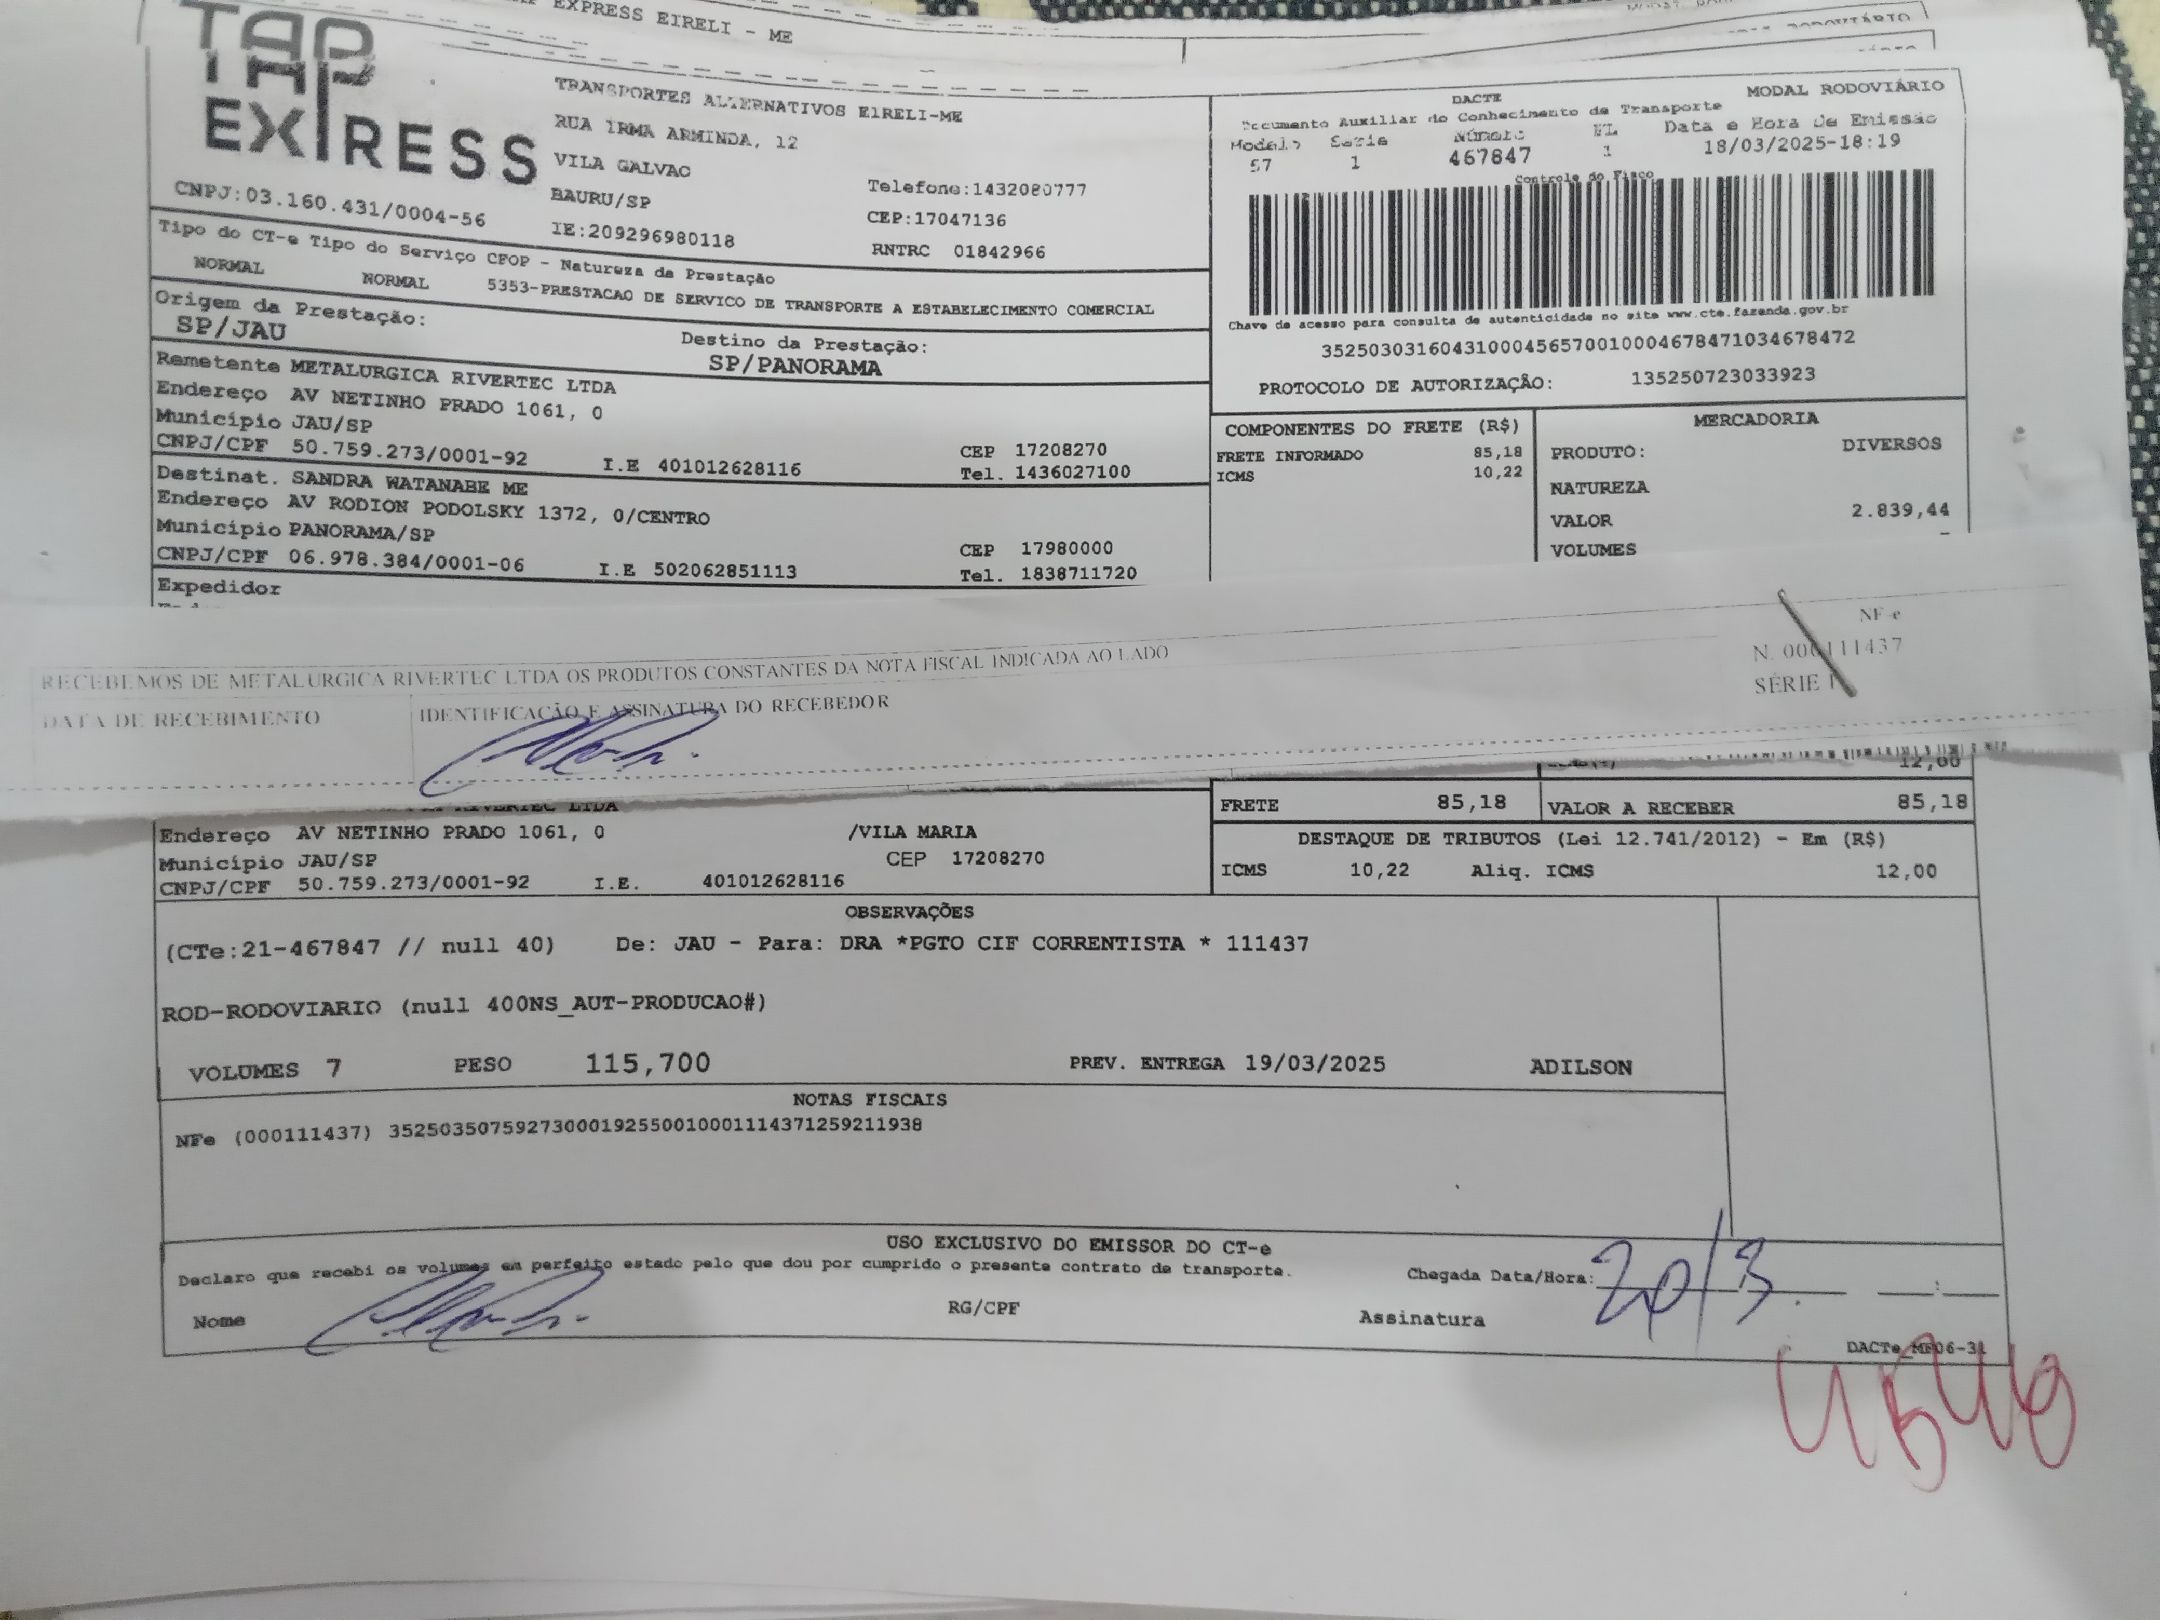 EXPRESS EIRELI - ME
TAP
EXPRESS
CNPJ:03.160.431/0004-56
TRANSPORTES ALTERNATIVOS EIRELI-ME
RUA IRMA ARMINDA, 12
VILA GALVAO
BAURU/SP
IE:209296980118
Telefone:1432080777
CEP:17047136
RNTRC 01842966
MODAL RODOVIÁRIO
DACTE
Documento Auxiliar do Conhecimento de Transporte
Modelo Serie Número FL Data e Hora de Emissão
57 1 467847 1 18/03/2025-18:19
Controle do Fisco
Chave de acesso para consulta de autenticidade no site www.cte.fazenda.gov.br
35250303160431000456570010004678471034678472
PROTOCOLO DE AUTORIZAÇÃO: 135250723033923
Tipo do CT-e Tipo do Serviço CFOP - Natureza da Prestação
NORMAL NORMAL 5353-PRESTACAO DE SERVICO DE TRANSPORTE A ESTABELECIMENTO COMERCIAL
Origem da Prestação:
SP/JAU
Destino da Prestação:
SP/PANORAMA
Remetente METALURGICA RIVERTEC LTDA
Endereço AV NETINHO PRADO 1061, 0
Município JAU/SP
CEP 17208270
CNPJ/CPF 50.759.273/0001-92 I.E 401012628116 Tel. 1436027100
Destinat. SANDRA WATANABE ME
Endereço AV RODION PODOLSKY 1372, 0/CENTRO
Município PANORAMA/SP
CEP 17980000
CNPJ/CPF 06.978.384/0001-06 I.E 502062851113 Tel. 1838711720
Expedidor
COMPONENTES DO FRETE (R$)
FRETE INFORMADO 85,18
ICMS 10,22
MERCADORIA
PRODUTO: DIVERSOS
NATUREZA
VALOR 2.839,44
VOLUMES
RECEBEMOS DE METALURGICA RIVERTEC LTDA OS PRODUTOS CONSTANTES DA NOTA FISCAL INDICADA AO LADO
DATA DE RECEBIMENTO
IDENTIFICAÇÃO E ASSINATURA DO RECEBEDOR
NF-e
N. 000111437
SÉRIE 1
12,00
RIVERTEC LTDA
Endereço AV NETINHO PRADO 1061, 0 /VILA MARIA
Município JAU/SP CEP 17208270
CNPJ/CPF 50.759.273/0001-92 I.E. 401012628116
FRETE 85,18 VALOR A RECEBER 85,18
DESTAQUE DE TRIBUTOS (Lei 12.741/2012) - Em (R$)
ICMS 10,22 Aliq. ICMS 12,00
OBSERVAÇÕES
(CTe:21-467847 // null 40) De: JAU - Para: DRA *PGTO CIF CORRENTISTA * 111437
ROD-RODOVIARIO (null 400NS_AUT-PRODUCAO#)
VOLUMES 7 PESO 115,700 PREV. ENTREGA 19/03/2025 ADILSON
NOTAS FISCAIS
NFe (000111437) 35250350759273000192550010001114371259211938
USO EXCLUSIVO DO EMISSOR DO CT-e
Declaro que recebi os volumes em perfeito estado pelo que dou por cumprido o presente contrato de transporte.
Chegada Data/Hora: 20/3
Nome RG/CPF Assinatura
DACTe_MF06-31